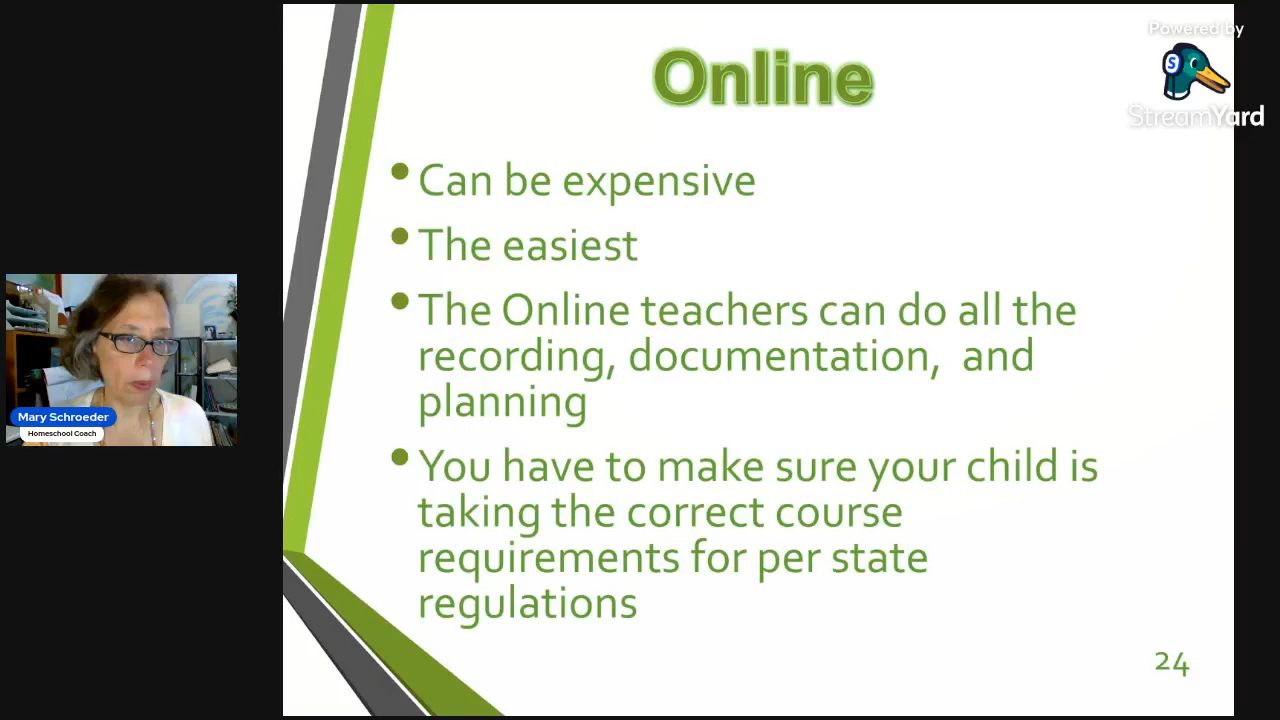 Powered by
S
StreamYard
Online
• Can be expensive
• The easiest
• The Online teachers can do all the
recording, documentation, and
planning
• You have to make sure your child is
taking the correct course
requirements for per state
regulations
24
Mary Schroeder
Homeschool Coach